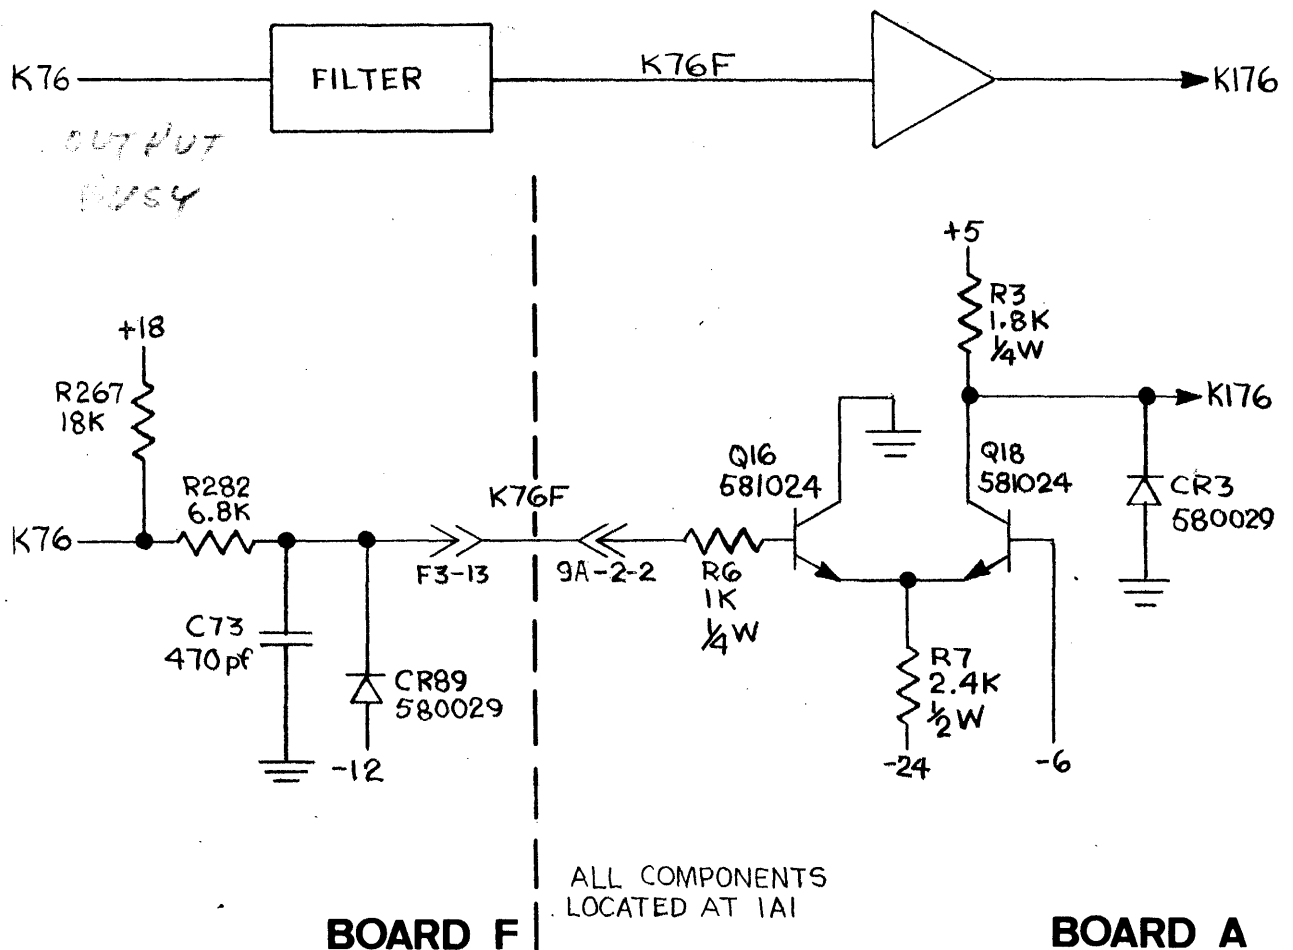 K76
FILTER
K76F
K176
OUTPUT
BUSY
+5
R3
1.8K
1/4W
+18
R267
18K
K176
Q16
581024
Q18
581024
CR3
580029
R282
6.8K
K76F
K76
F3-13
9A-2-2
R6
1K
1/4W
C73
470pf
CR89
580029
R7
2.4K
1/2W
-12
-24
-6
ALL COMPONENTS
LOCATED AT 1A1
BOARD F
BOARD A